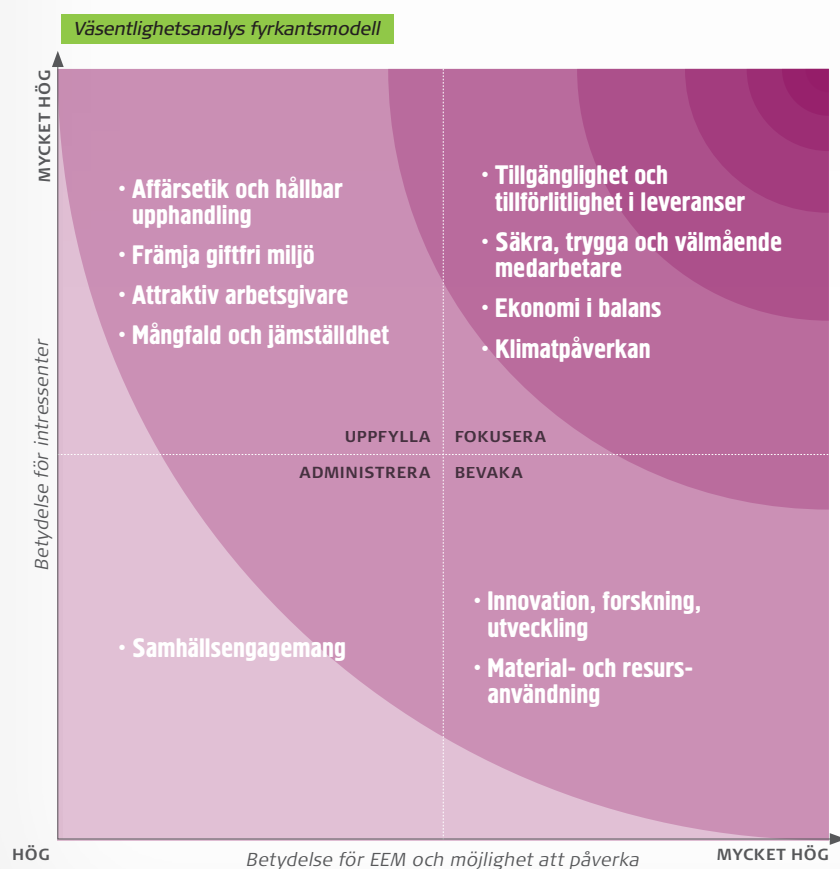 Väsentlighetsanalys fyrkantsmodell
MYCKET HÖG
Betydelse för intressenter
• Affärsetik och hållbar
upphandling
• Främja giftfri miljö
• Attraktiv arbetsgivare
• Mångfald och jämställdhet
• Tillgänglighet och
tillförlitlighet i leveranser
• Säkra, trygga och välmående
medarbetare
• Ekonomi i balans
• Klimatpåverkan
UPPFYLLA
FOKUSERA
ADMINISTRERA
BEVAKA
• Samhällsengagemang
• Innovation, forskning,
utveckling
• Material- och resurs-
användning
HÖG
Betydelse för EEM och möjlighet att påverka
MYCKET HÖG